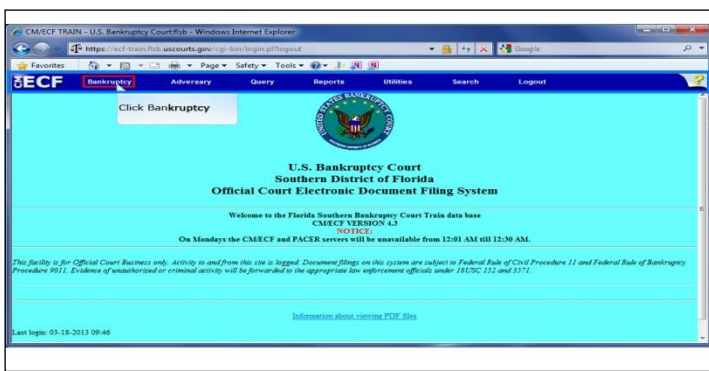 CM/ECF TRAIN - U.S. Bankruptcy Court:flsb - Windows Internet Explorer
https://ecf-train.flsb.uscourts.gov/cgi-bin/login.pl?logout
Google
Favorites Page Safety Tools
ECF Bankruptcy Adversary Query Reports Utilities Search Logout ?
Click Bankruptcy
U.S. Bankruptcy Court
Southern District of Florida
Official Court Electronic Document Filing System
Welcome to the Florida Southern Bankruptcy Court Train data base
CM/ECF VERSION 4.3
NOTICE:
On Mondays the CM/ECF and PACER servers will be unavailable from 12:01 AM till 12:30 AM.
This facility is for Official Court Business only. Activity to and from this site is logged. Document filings on this system are subject to Federal Rule of Civil Procedure 11 and Federal Rule of Bankruptcy
Procedure 9011. Evidence of unauthorized or criminal activity will be forwarded to the appropriate law enforcement officials under 18USC 152 and 3571.
Information about viewing PDF files
Last login: 03-18-2013 09:46